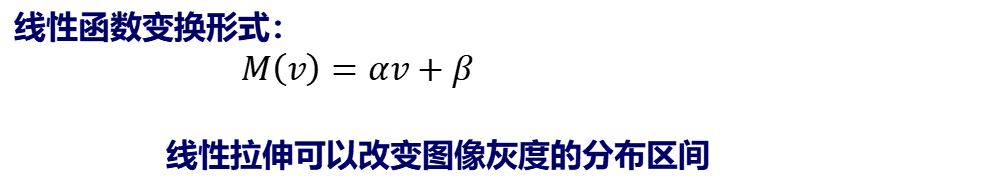 线性函数变换形式：
M(v) = αv + β
线性拉伸可以改变图像灰度的分布区间